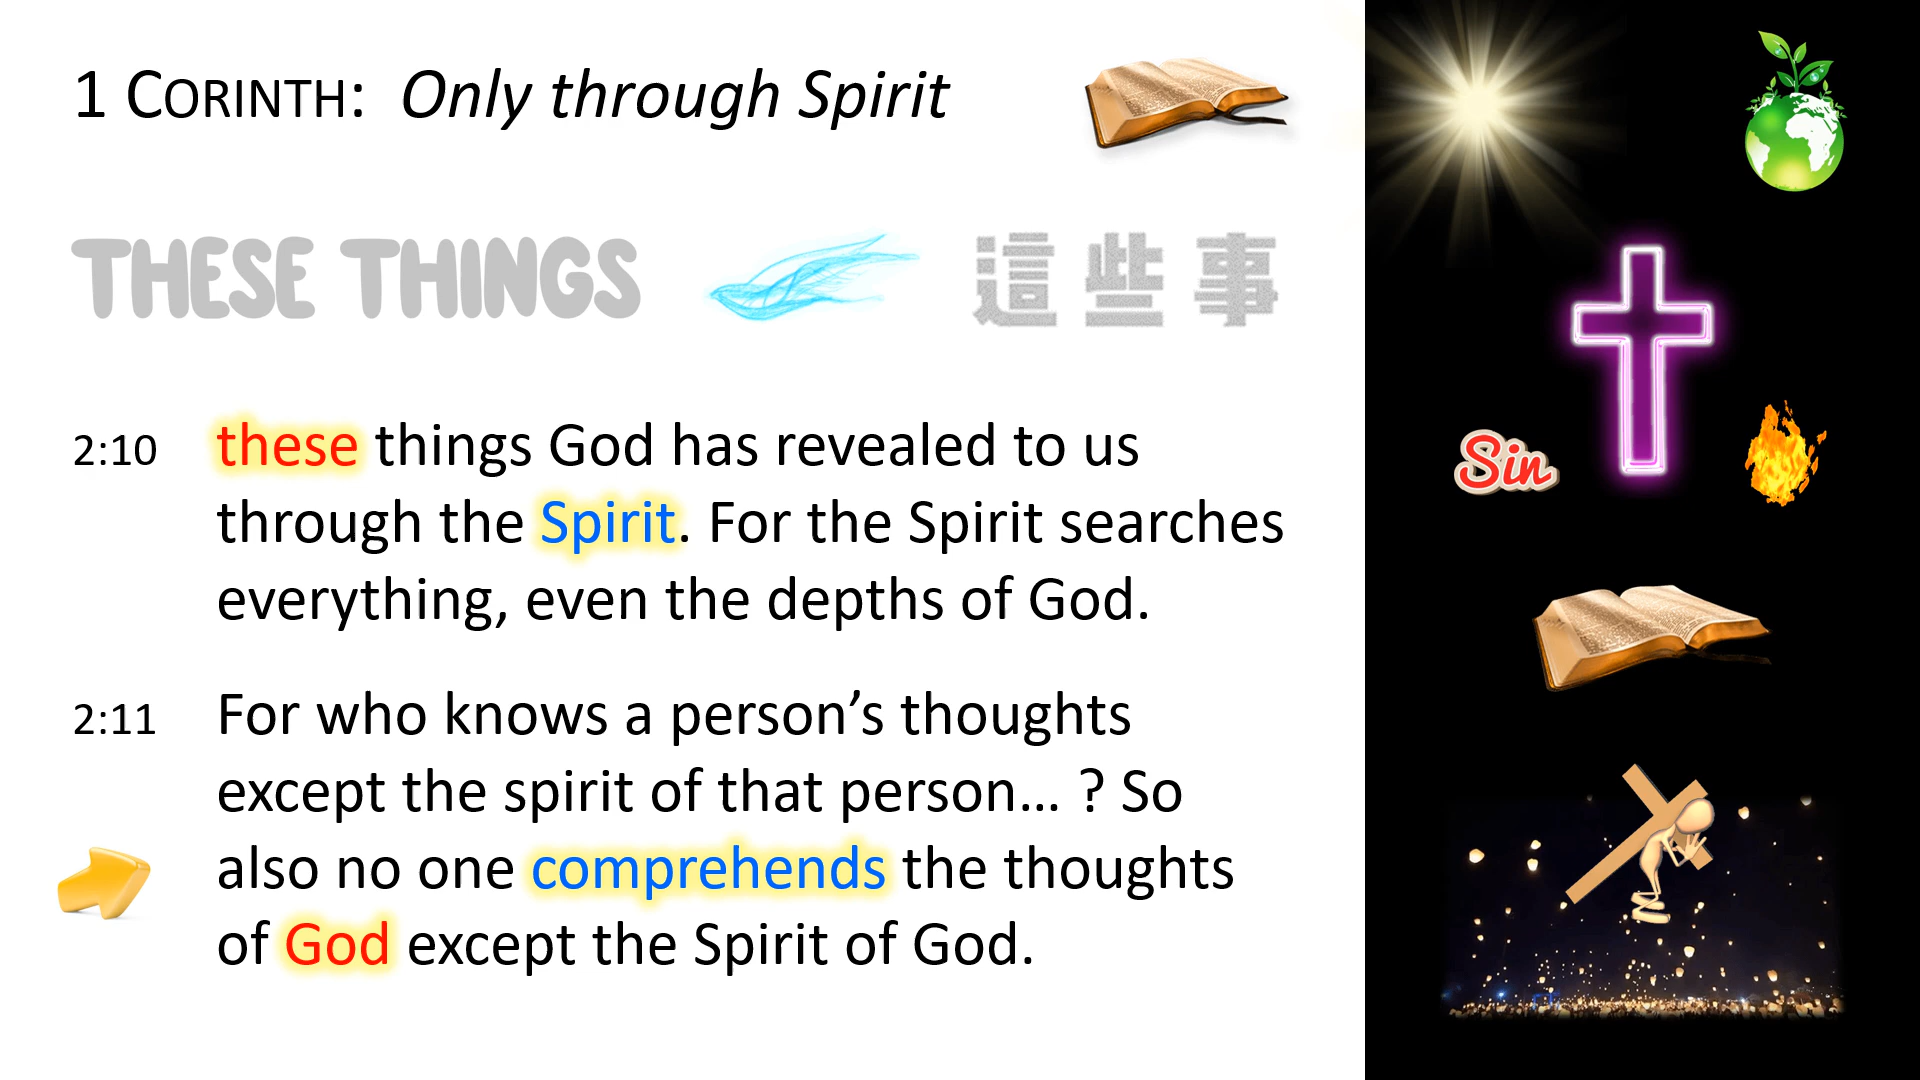 1 CORINTH: Only through Spirit
THESE THINGS 這些事
2:10 these things God has revealed to us
through the Spirit. For the Spirit searches
everything, even the depths of God.
2:11 For who knows a person’s thoughts
except the spirit of that person… ? So
also no one comprehends the thoughts
of God except the Spirit of God.
Sin